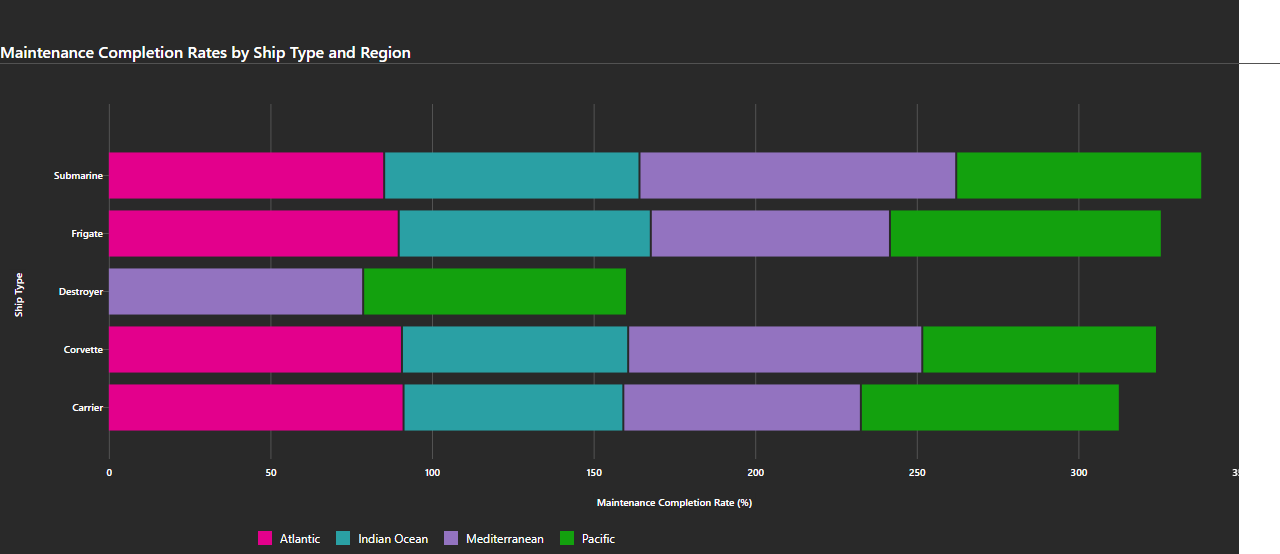 Maintenance Completion Rates by Ship Type and Region
Submarine
Frigate
Destroyer
Corvette
Carrier
Ship Type
0 50 100 150 200 250 300
Maintenance Completion Rate (%)
Atlantic Indian Ocean Mediterranean Pacific